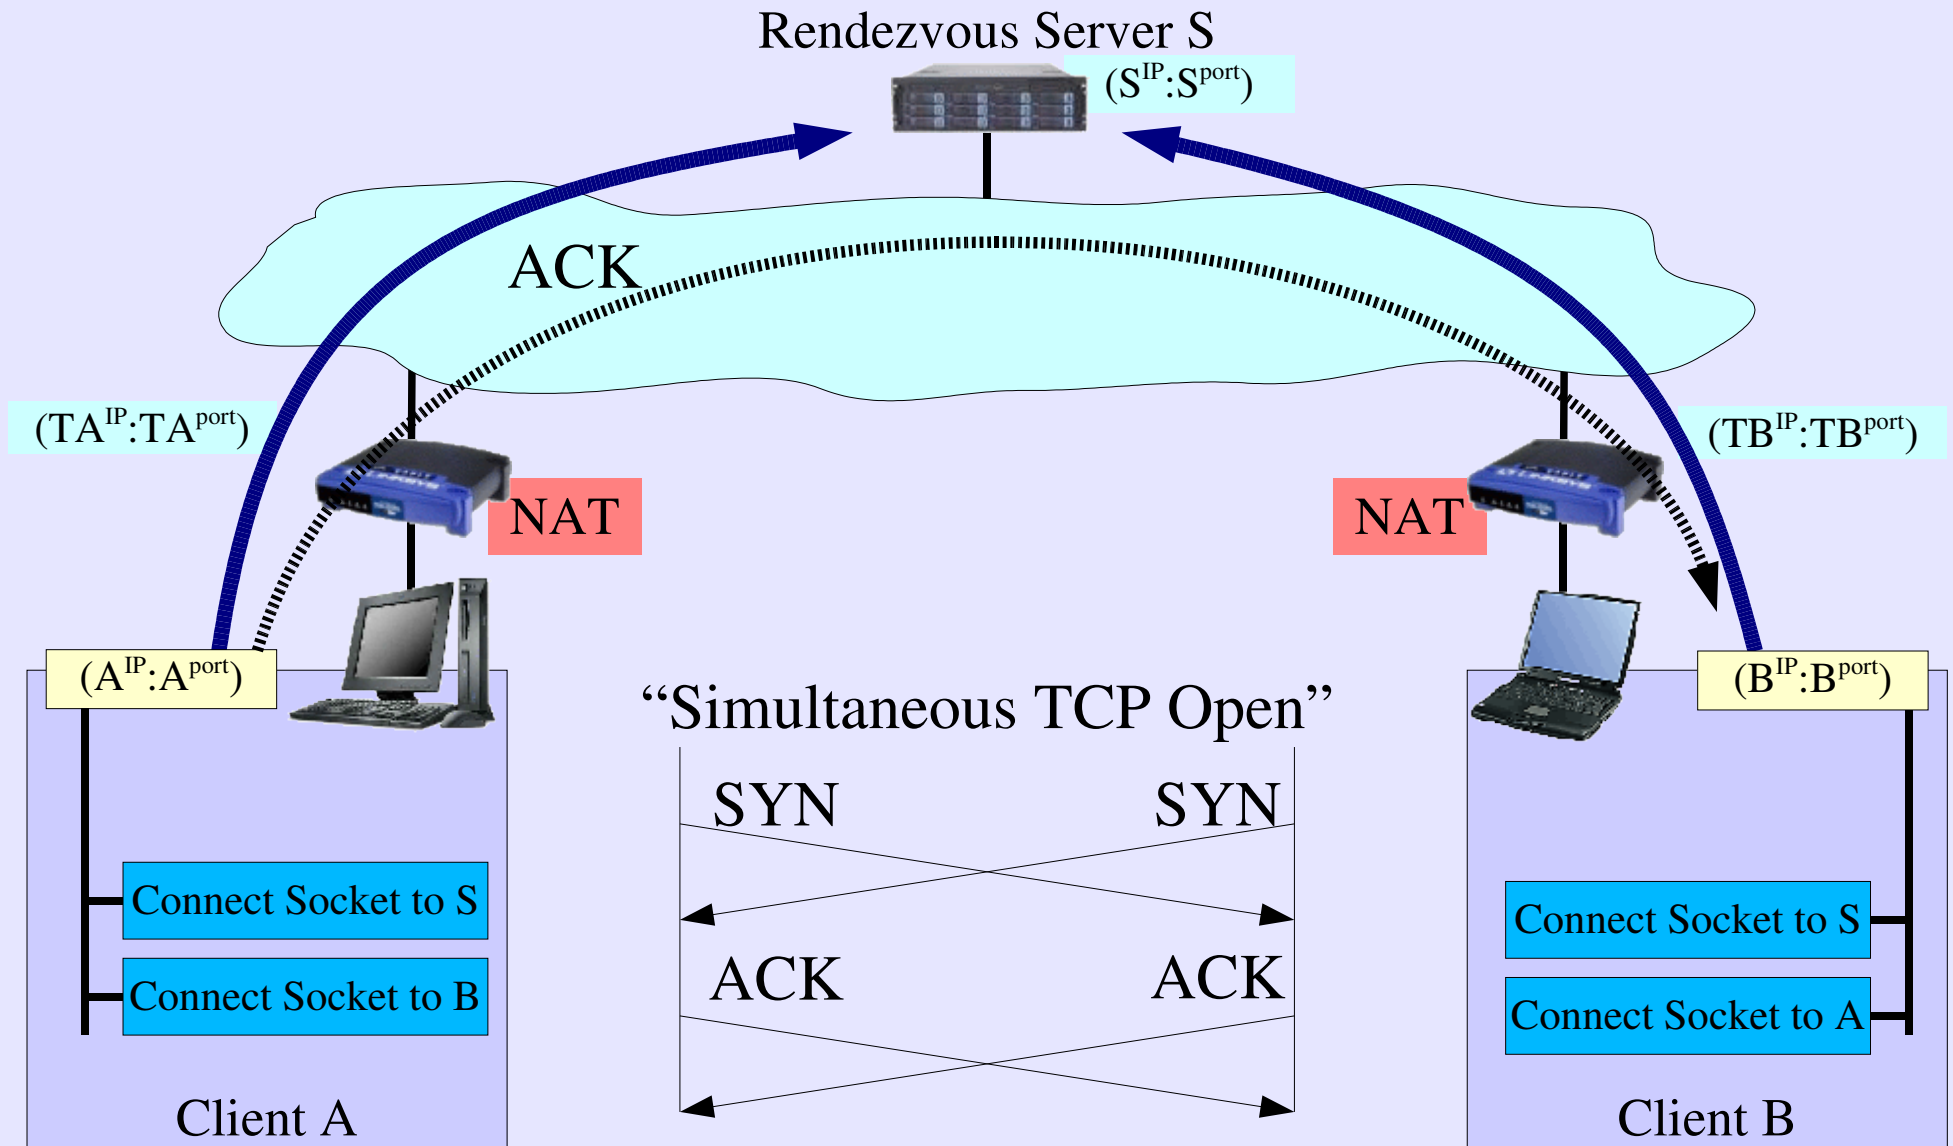 Rendezvous Server S
(S^IP:S^port)
ACK
(TA^IP:TA^port)
(TB^IP:TB^port)
LINKSYS
NAT
NAT
(A^IP:A^port)
(B^IP:B^port)
“Simultaneous TCP Open”
SYN
SYN
Connect Socket to S
Connect Socket to S
ACK
ACK
Connect Socket to B
Connect Socket to A
Client A
Client B